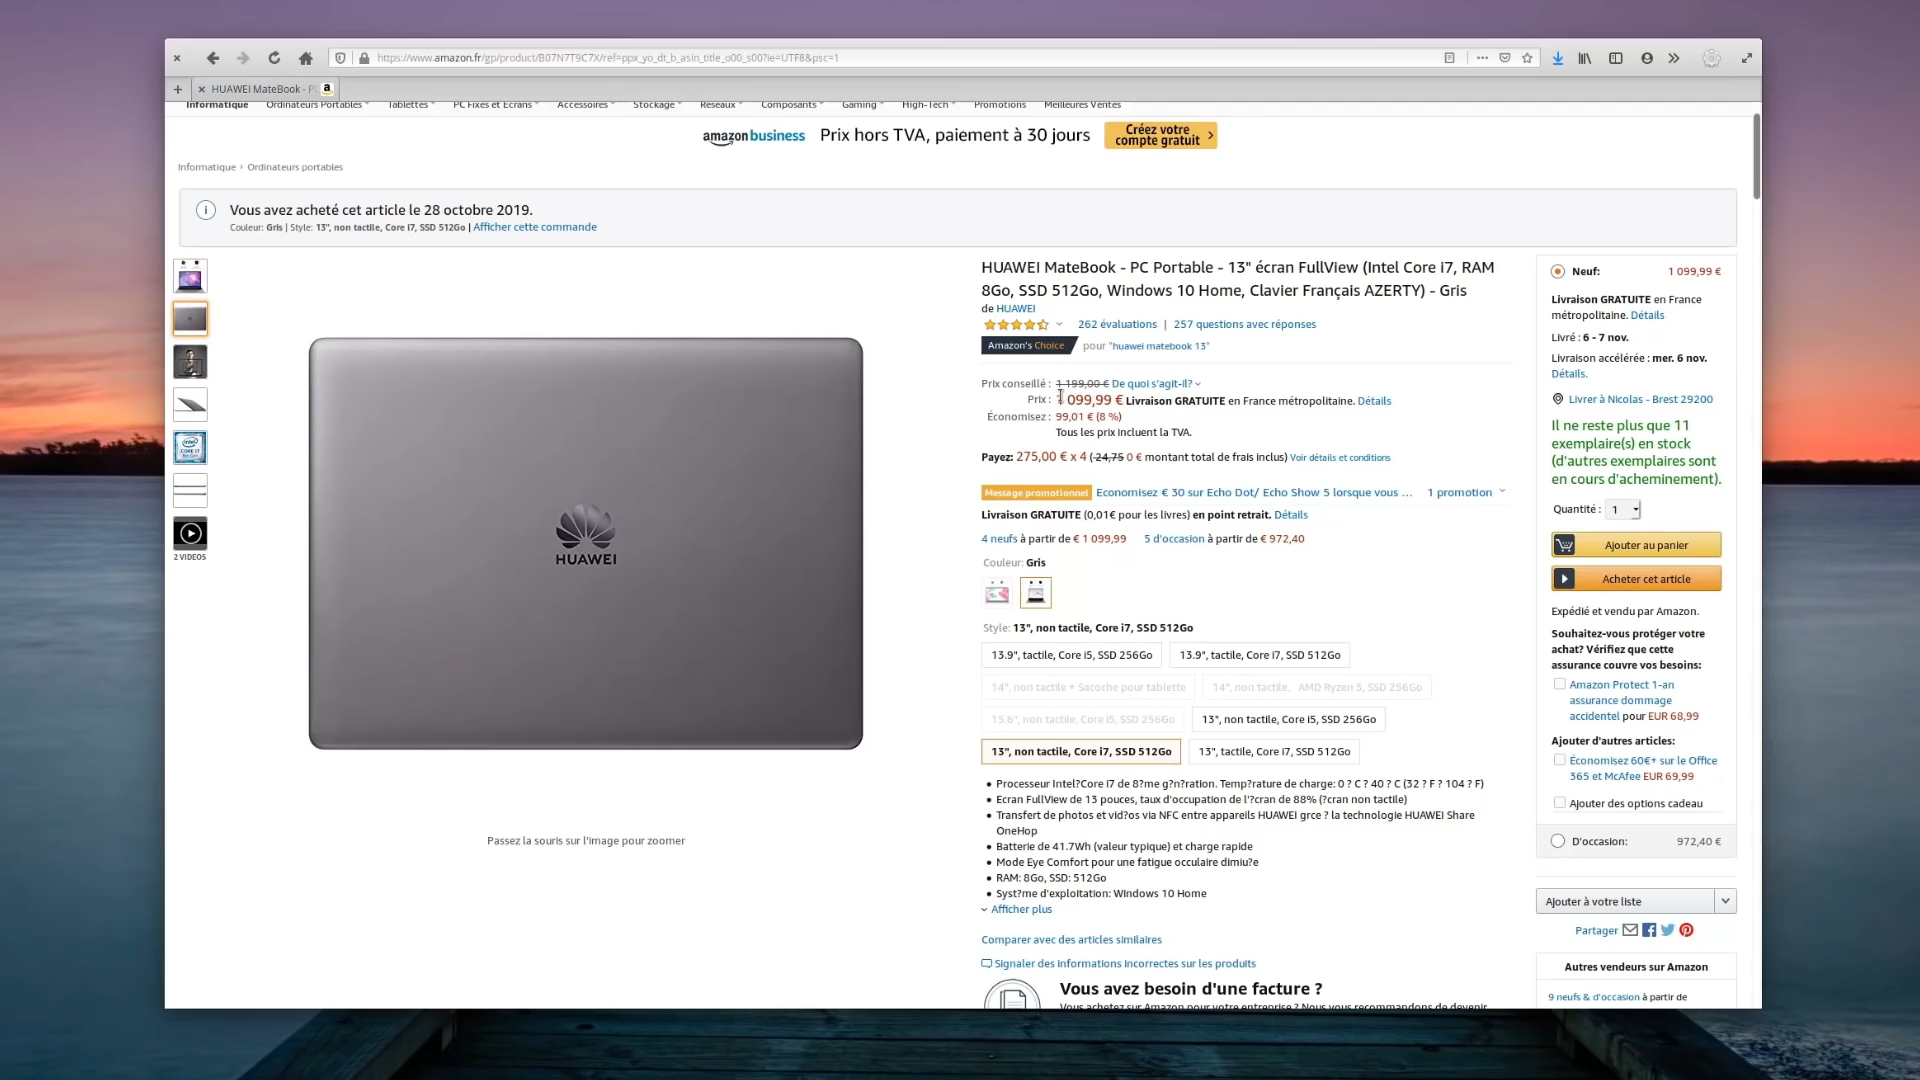 https://www.amazon.fr/gp/product/B07N7T9C7X/ref=ppx_yo_dt_b_asin_title_o00_s00?ie=UTF8&psc=1
HUAWEI MateBook - P
Informatique Ordinateurs Portables Tablettes PC Fixes et Ecrans Accessoires Stockage Réseaux Composants Gaming High-Tech Promotions Meilleures Ventes
amazon business Prix hors TVA, paiement à 30 jours
Créez votre
compte gratuit
Informatique › Ordinateurs portables
Vous avez acheté cet article le 28 octobre 2019.
Couleur: Gris | Style: 13", non tactile, Core i7, SSD 512Go | Afficher cette commande
2 VIDEOS
HUAWEI
Passez la souris sur l'image pour zoomer
HUAWEI MateBook - PC Portable - 13" écran FullView (Intel Core i7, RAM
8Go, SSD 512Go, Windows 10 Home, Clavier Français AZERTY) - Gris
de HUAWEI
262 évaluations | 257 questions avec réponses
Amazon's Choice pour "huawei matebook 13"
Prix conseillé : 1 199,00 € De quoi s'agit-il?
Prix : 1 099,99 € Livraison GRATUITE en France métropolitaine. Détails
Économisez : 99,01 € (8 %)
Tous les prix incluent la TVA.
Payez: 275,00 € x 4 ( 24,75 0 € montant total de frais inclus) Voir détails et conditions
Message promotionnel Economisez € 30 sur Echo Dot/ Echo Show 5 lorsque vous ... 1 promotion
Livraison GRATUITE (0,01€ pour les livres) en point retrait. Détails
4 neufs à partir de € 1 099,99 5 d'occasion à partir de € 972,40
Couleur: Gris
Style: 13", non tactile, Core i7, SSD 512Go
13.9", tactile, Core i5, SSD 256Go 13.9", tactile, Core i7, SSD 512Go
14", non tactile + Sacoche pour tablette 14", non tactile. AMD Ryzen 5, SSD 256Go
15.6", non tactile, Core i5, SSD 256Go 13", non tactile, Core i5, SSD 256Go
13", non tactile, Core i7, SSD 512Go 13", tactile, Core i7, SSD 512Go
• Processeur Intel?Core i7 de 8?me g?n?ration. Temp?rature de charge: 0 ? C ? 40 ? C (32 ? F ? 104 ? F)
• Ecran FullView de 13 pouces, taux d'occupation de l'?cran de 88% (?cran non tactile)
• Transfert de photos et vid?os via NFC entre appareils HUAWEI grce ? la technologie HUAWEI Share
OneHop
• Batterie de 41.7Wh (valeur typique) et charge rapide
• Mode Eye Comfort pour une fatigue occulaire dimiu?e
• RAM: 8Go, SSD: 512Go
• Syst?me d'exploitation: Windows 10 Home
Afficher plus
Comparer avec des articles similaires
Signaler des informations incorrectes sur les produits
Vous avez besoin d'une facture ?
Vous achetez sur Amazon pour votre entreprise ? Nous vous recommandons de devenir
Neuf: 1 099,99 €
Livraison GRATUITE en France
métropolitaine. Détails
Livré : 6 - 7 nov.
Livraison accélérée : mer. 6 nov.
Détails.
Livrer à Nicolas - Brest 29200
Il ne reste plus que 11
exemplaire(s) en stock
(d'autres exemplaires sont
en cours d'acheminement).
Quantité : 1
Ajouter au panier
Acheter cet article
Expédié et vendu par Amazon.
Souhaitez-vous protéger votre
achat? Vérifiez que cette
assurance couvre vos besoins:
Amazon Protect 1-an
assurance dommage
accidentel pour EUR 68,99
Ajouter d'autres articles:
Économisez 60€+ sur le Office
365 et McAfee EUR 69,99
Ajouter des options cadeau
D'occasion: 972,40 €
Ajouter à votre liste
Partager
Autres vendeurs sur Amazon
9 neufs & d'occasion à partir de